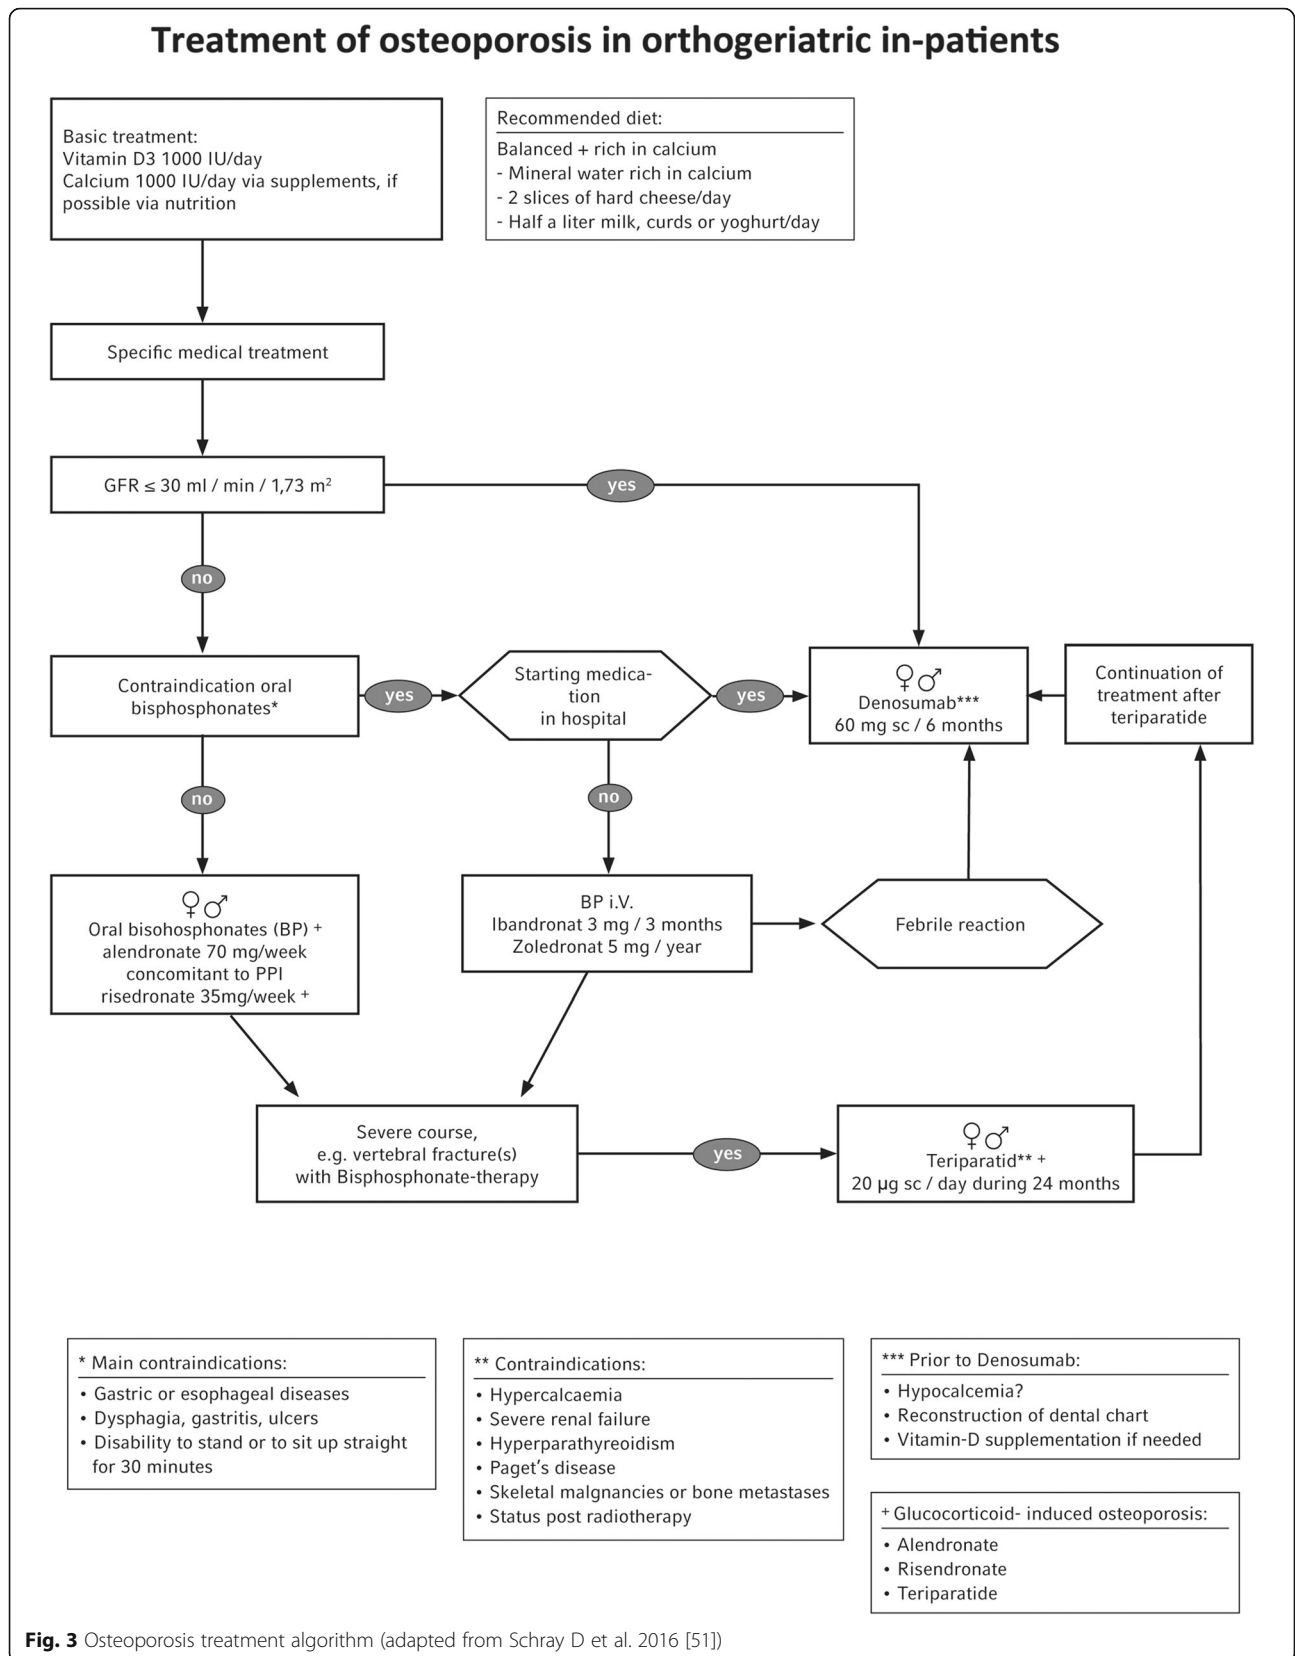 Treatment of osteoporosis in orthogeriatric in-patients
Basic treatment:
Vitamin D3 1000 IU/day
Calcium 1000 IU/day via supplements, if
possible via nutrition
Recommended diet:
Balanced + rich in calcium
- Mineral water rich in calcium
- 2 slices of hard cheese/day
- Half a liter milk, curds or yoghurt/day
Specific medical treatment
GFR ≤ 30 ml / min / 1,73 m²
yes
no
Contraindication oral
bisphosphonates*
yes
Starting medica-
tion
in hospital
yes
♀♂
Denosumab***
60 mg sc / 6 months
Continuation of
treatment after
teriparatide
no
no
♀♂
Oral bisohosphonates (BP) +
alendronate 70 mg/week
concomitant to PPI
risedronate 35mg/week +
BP i.V.
Ibandronat 3 mg / 3 months
Zoledronat 5 mg / year
Febrile reaction
Severe course,
e.g. vertebral fracture(s)
with Bisphosphonate-therapy
yes
♀♂
Teriparatid** +
20 µg sc / day during 24 months
* Main contraindications:
• Gastric or esophageal diseases
• Dysphagia, gastritis, ulcers
• Disability to stand or to sit up straight
for 30 minutes
** Contraindications:
• Hypercalcaemia
• Severe renal failure
• Hyperparathyreoidism
• Paget's disease
• Skeletal malgnancies or bone metastases
• Status post radiotherapy
*** Prior to Denosumab:
• Hypocalcemia?
• Reconstruction of dental chart
• Vitamin-D supplementation if needed
+ Glucocorticoid- induced osteoporosis:
• Alendronate
• Risendronate
• Teriparatide
Fig. 3 Osteoporosis treatment algorithm (adapted from Schray D et al. 2016 [51])